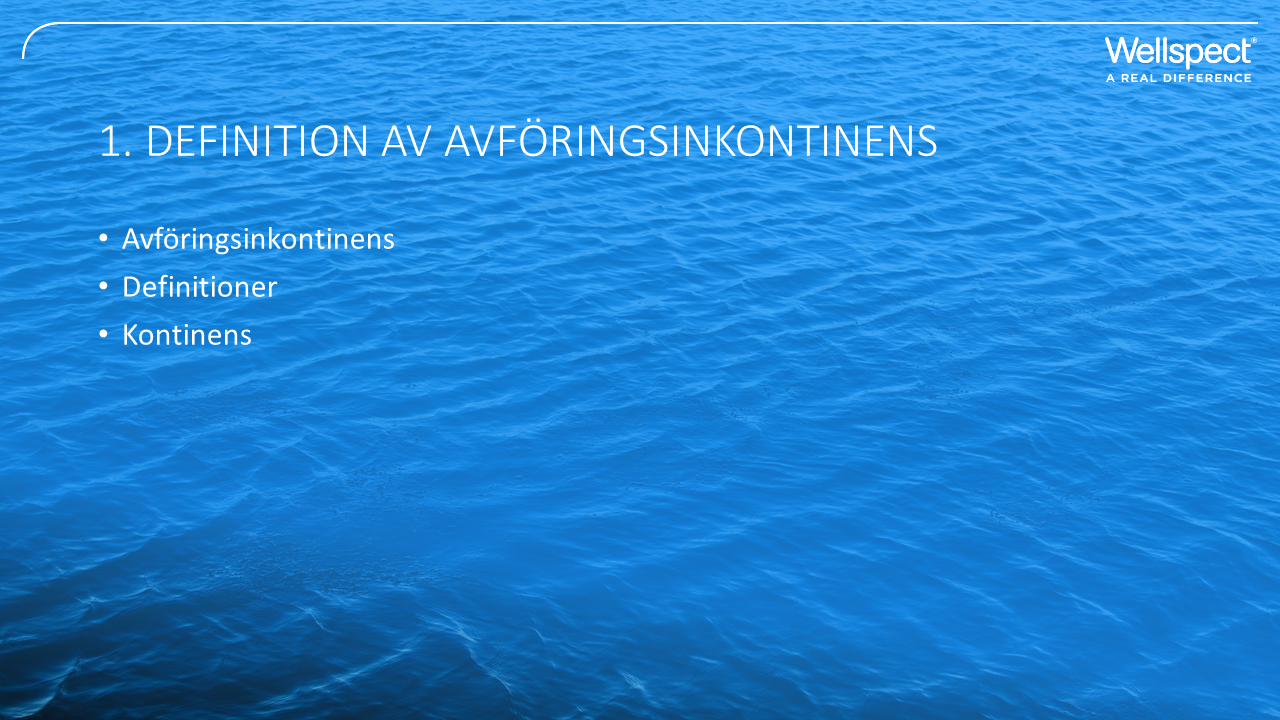 Wellspect®
A REAL DIFFERENCE
1. DEFINITION AV AVFÖRINGSINKONTINENS
• Avföringsinkontinens
• Definitioner
• Kontinens